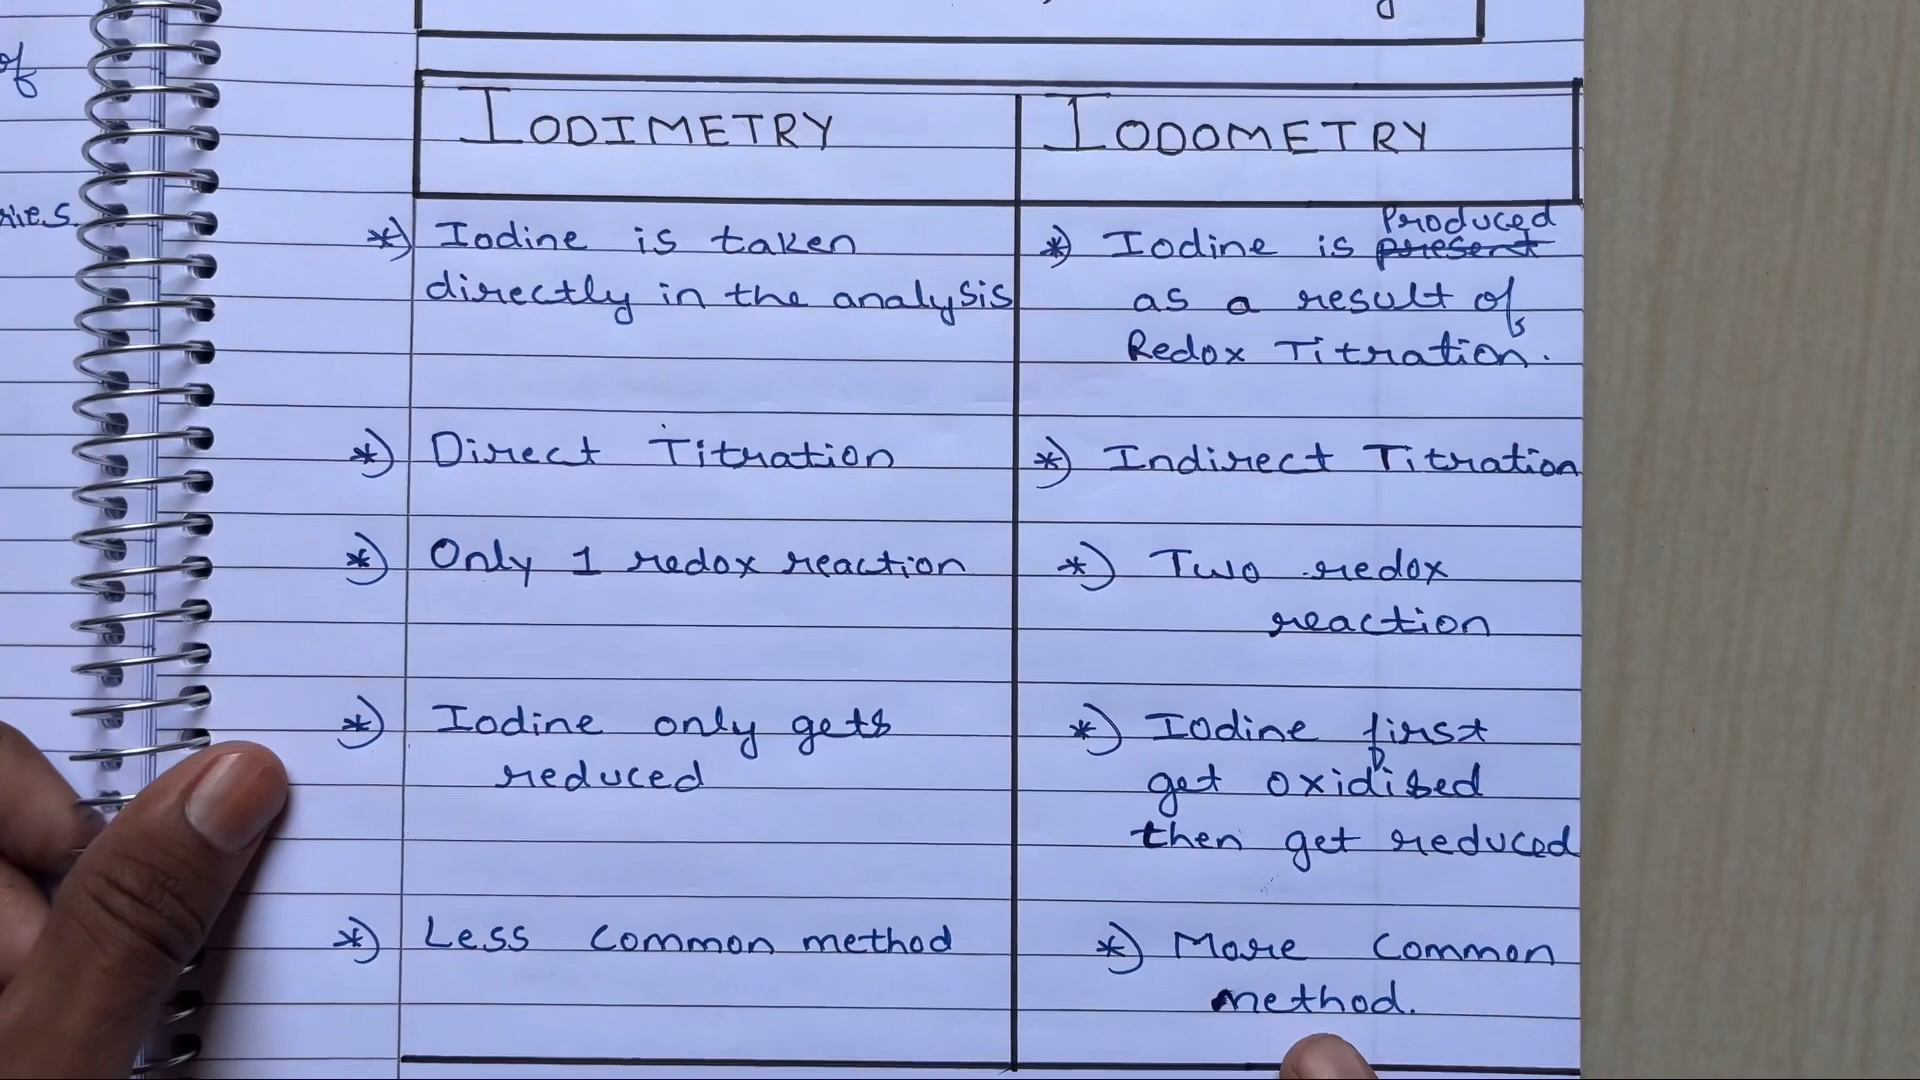 of
ries
IODIMETRY
IODOMETRY
*) Iodine is taken
directly in the analysis
*) Direct Titration
*) Only 1 redox reaction
*) Iodine only gets
reduced
*) Less common method
Produced
*) Iodine is present
as a result of
Redox Titration.
*) Indirect Titration
*) Two redox
reaction
*) Iodine first
get oxidised
then get reduced
*) More common
method.